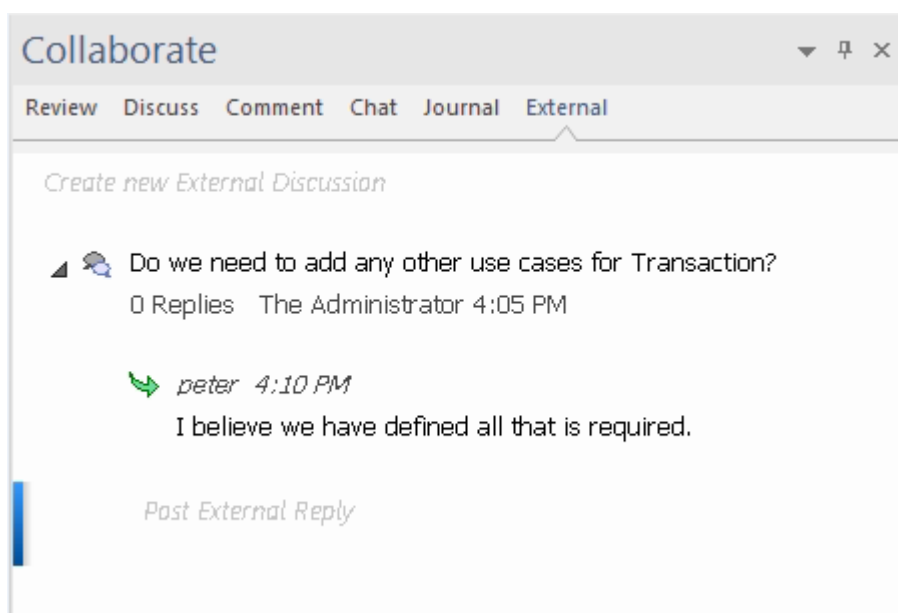 Collaborate
Review Discuss Comment Chat Journal External
Create new External Discussion
Do we need to add any other use cases for Transaction?
0 Replies The Administrator 4:05 PM
peter 4:10 PM
I believe we have defined all that is required.
Post External Reply